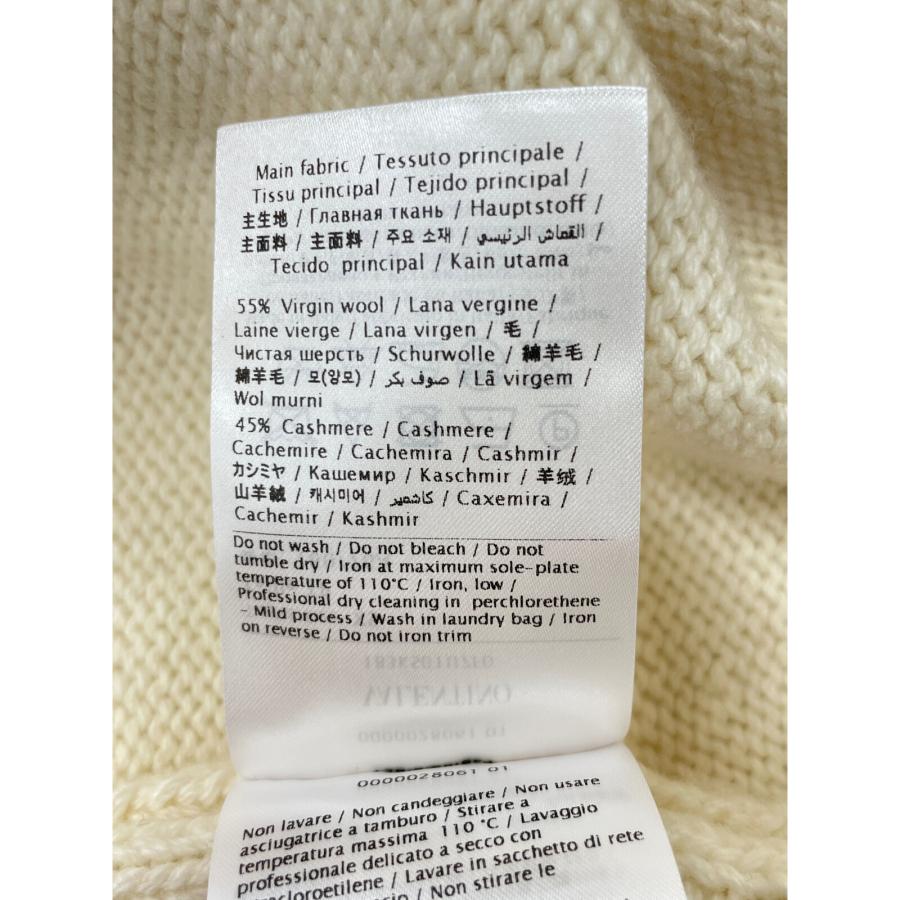 Main fabric / Tessuto principale /
Tissu principal / Tejido principal /
主生地 / Главная ткань / Hauptstoff /
主面料 / 主面料 / 주요 소재 / القماش الرئيسي /
Tecido principal / Kain utama
55% Virgin wool / Lana vergine /
Laine vierge / Lana virgen / 毛 /
Чистая шерсть / Schurwolle / 綿羊毛 /
綿羊毛 / 모(양모) / صوف بكر / Lã virgem /
Wol murni
45% Cashmere / Cashmere /
Cachemire / Cachemira / Cashmir /
カシミヤ / Кашемир / Kaschmir / 羊绒 /
山羊絨 / 캐시미어 / كاشمير / Caxemira /
Cachemir / Kashmir
Do not wash / Do not bleach / Do not
tumble dry / Iron at maximum sole-plate
temperature of 110°C / Iron, low /
Professional dry cleaning in perchlorethene
- Mild process / Wash in laundry bag / Iron
on reverse / Do not iron trim
183KS01U7F0
VALENTINO
0000028061 01
0000028061 01
Non lavare / Non candeggiare / Non usare
asciugatrice a tamburo / Stirare a
temperatura massima 110 °C / Lavaggio
professionale delicato a secco con
/ Lavare in sacchetto di rete
/ Non stirare le